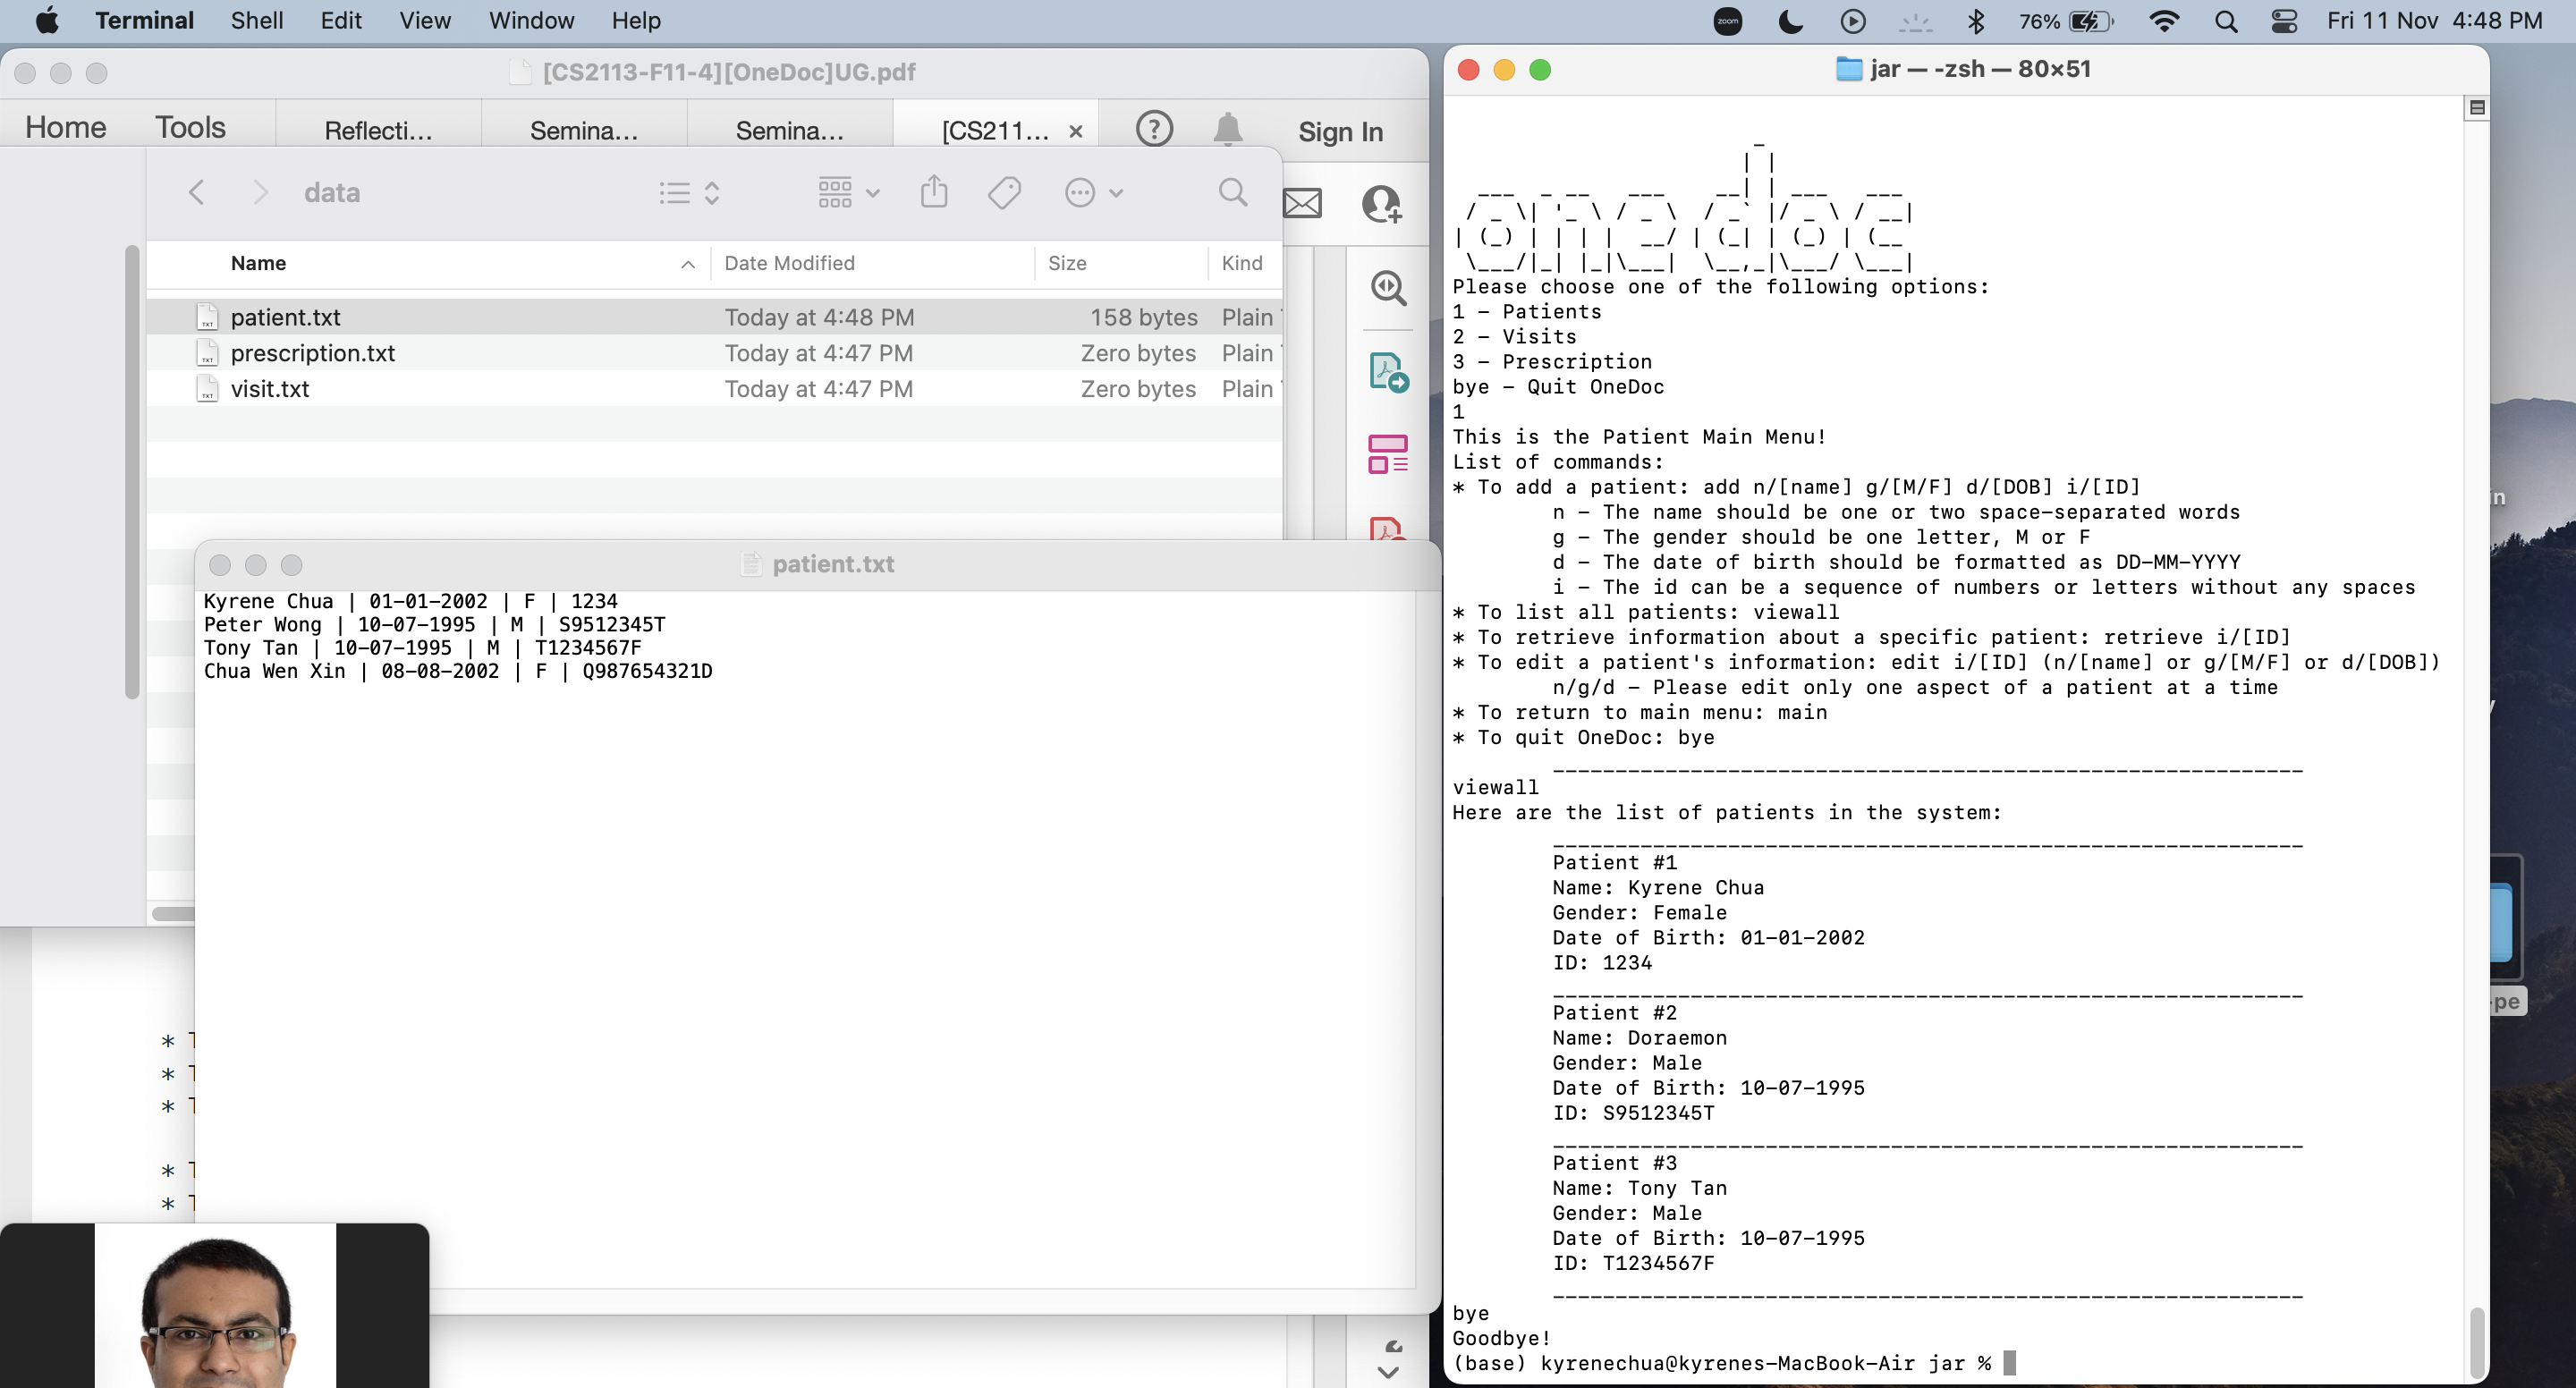 Terminal Shell Edit View Window Help zoom 76% Fri 11 Nov 4:48 PM
[CS2113-F11-4][OneDoc]UG.pdf
Home Tools Reflecti... Semina... Semina... [CS211... × ? Sign In
data
Name Date Modified Size Kind
patient.txt Today at 4:48 PM 158 bytes Plain
prescription.txt Today at 4:47 PM Zero bytes Plain
visit.txt Today at 4:47 PM Zero bytes Plain
patient.txt
Kyrene Chua | 01-01-2002 | F | 1234
Peter Wong | 10-07-1995 | M | S9512345T
Tony Tan | 10-07-1995 | M | T1234567F
Chua Wen Xin | 08-08-2002 | F | Q987654321D
* T
* T
* T
* T
* T
jar — -zsh — 80×51
one doc
Please choose one of the following options:
1 - Patients
2 - Visits
3 - Prescription
bye - Quit OneDoc
1
This is the Patient Main Menu!
List of commands:
* To add a patient: add n/[name] g/[M/F] d/[DOB] i/[ID]
n - The name should be one or two space-separated words
g - The gender should be one letter, M or F
d - The date of birth should be formatted as DD-MM-YYYY
i - The id can be a sequence of numbers or letters without any spaces
* To list all patients: viewall
* To retrieve information about a specific patient: retrieve i/[ID]
* To edit a patient's information: edit i/[ID] (n/[name] or g/[M/F] or d/[DOB])
n/g/d - Please edit only one aspect of a patient at a time
* To return to main menu: main
* To quit OneDoc: bye
viewall
Here are the list of patients in the system:
Patient #1
Name: Kyrene Chua
Gender: Female
Date of Birth: 01-01-2002
ID: 1234
Patient #2
Name: Doraemon
Gender: Male
Date of Birth: 10-07-1995
ID: S9512345T
Patient #3
Name: Tony Tan
Gender: Male
Date of Birth: 10-07-1995
ID: T1234567F
bye
Goodbye!
(base) kyrenechua@kyrenes-MacBook-Air jar %
in
-pe